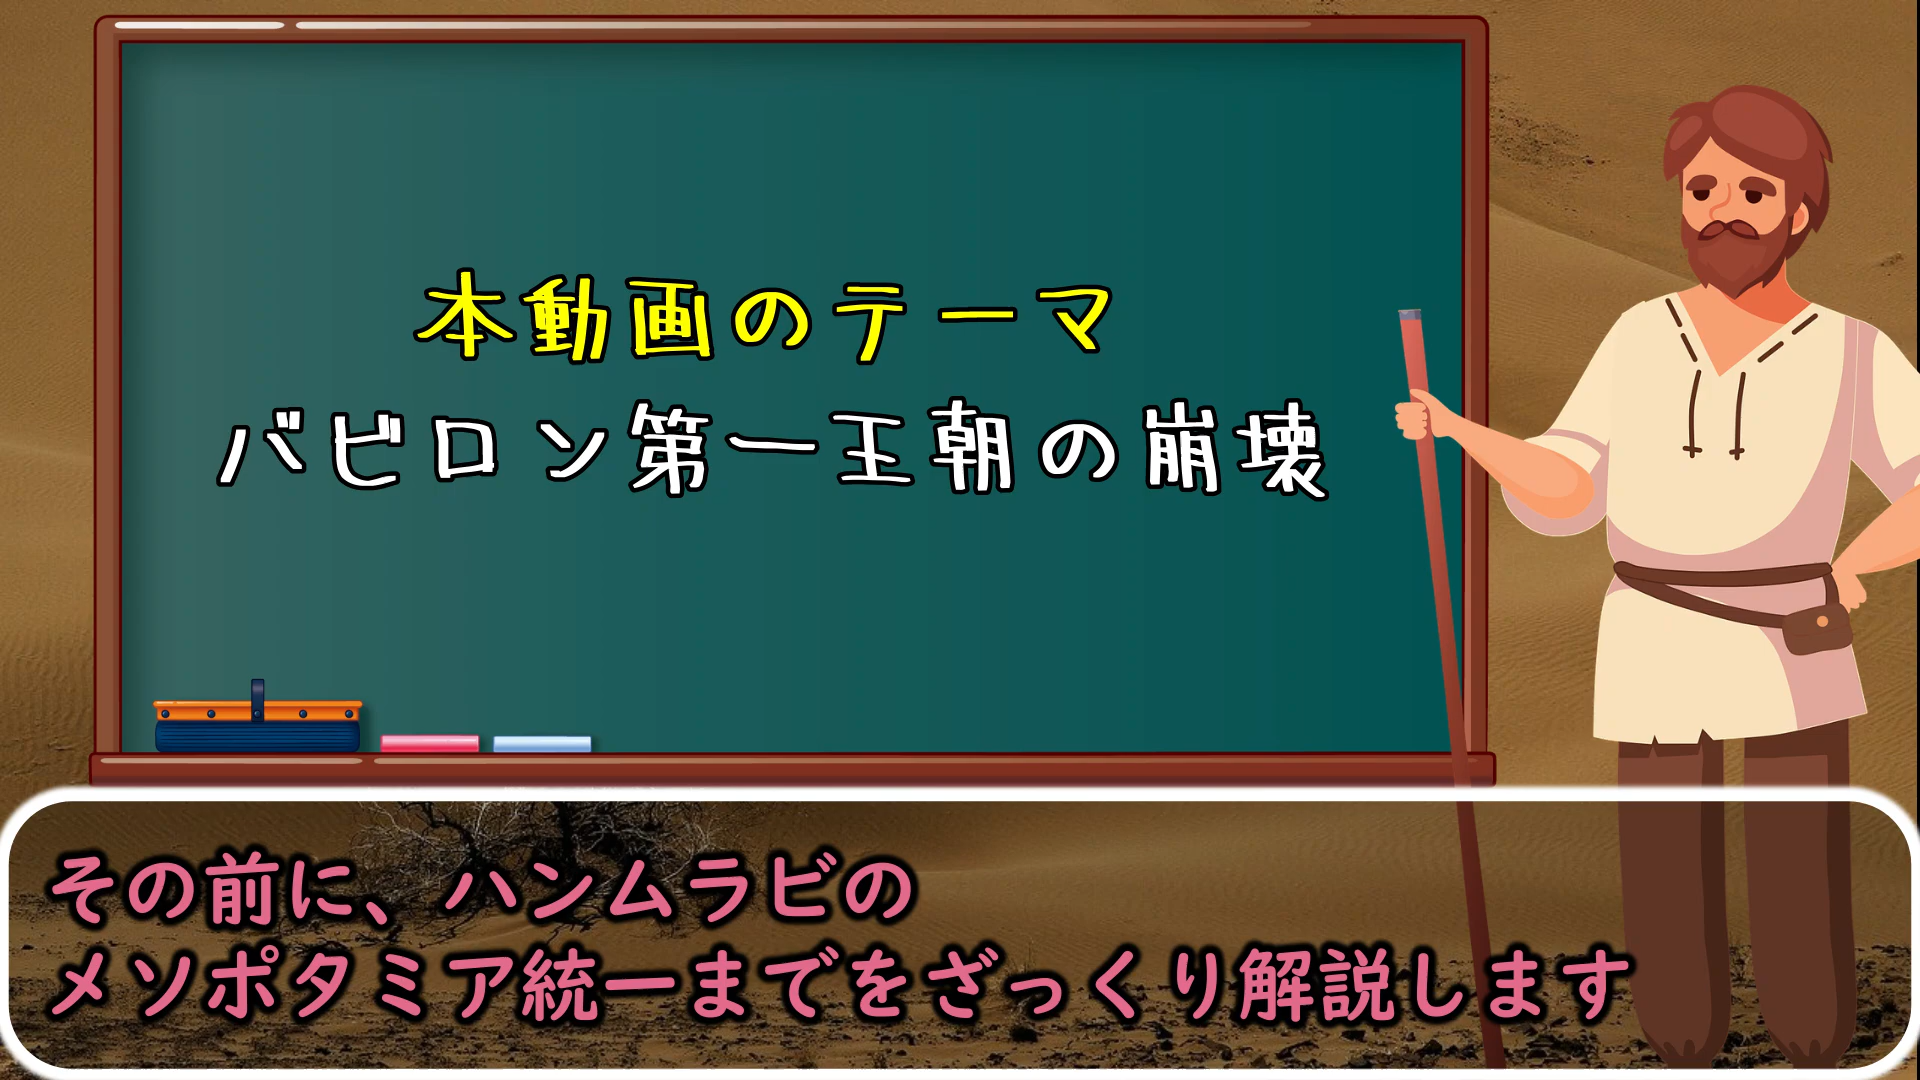 本動画のテーマ
バビロン第一王朝の崩壊
その前に、ハンムラビの
メソポタミア統一までをざっくり解説します